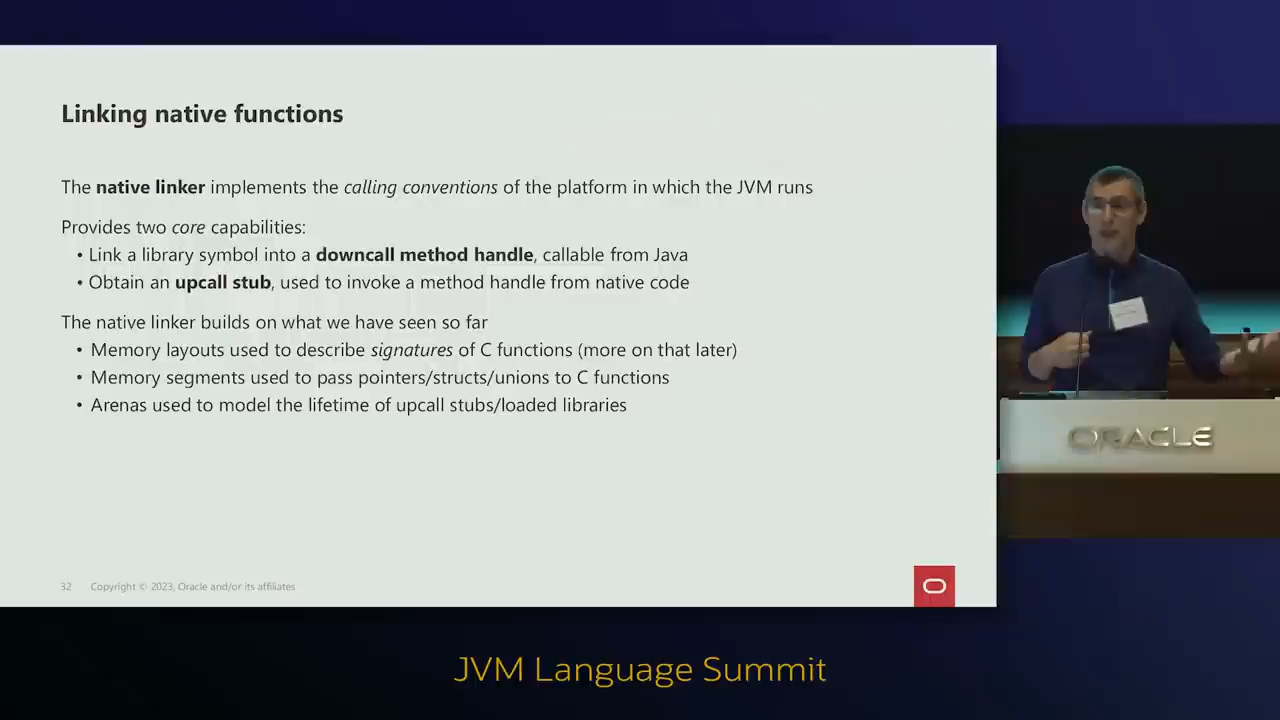 Linking native functions
The native linker implements the calling conventions of the platform in which the JVM runs
Provides two core capabilities:
• Link a library symbol into a downcall method handle, callable from Java
• Obtain an upcall stub, used to invoke a method handle from native code
The native linker builds on what we have seen so far
• Memory layouts used to describe signatures of C functions (more on that later)
• Memory segments used to pass pointers/structs/unions to C functions
• Arenas used to model the lifetime of upcall stubs/loaded libraries
32 Copyright © 2023, Oracle and/or its affiliates
ORACLE
JVM Language Summit